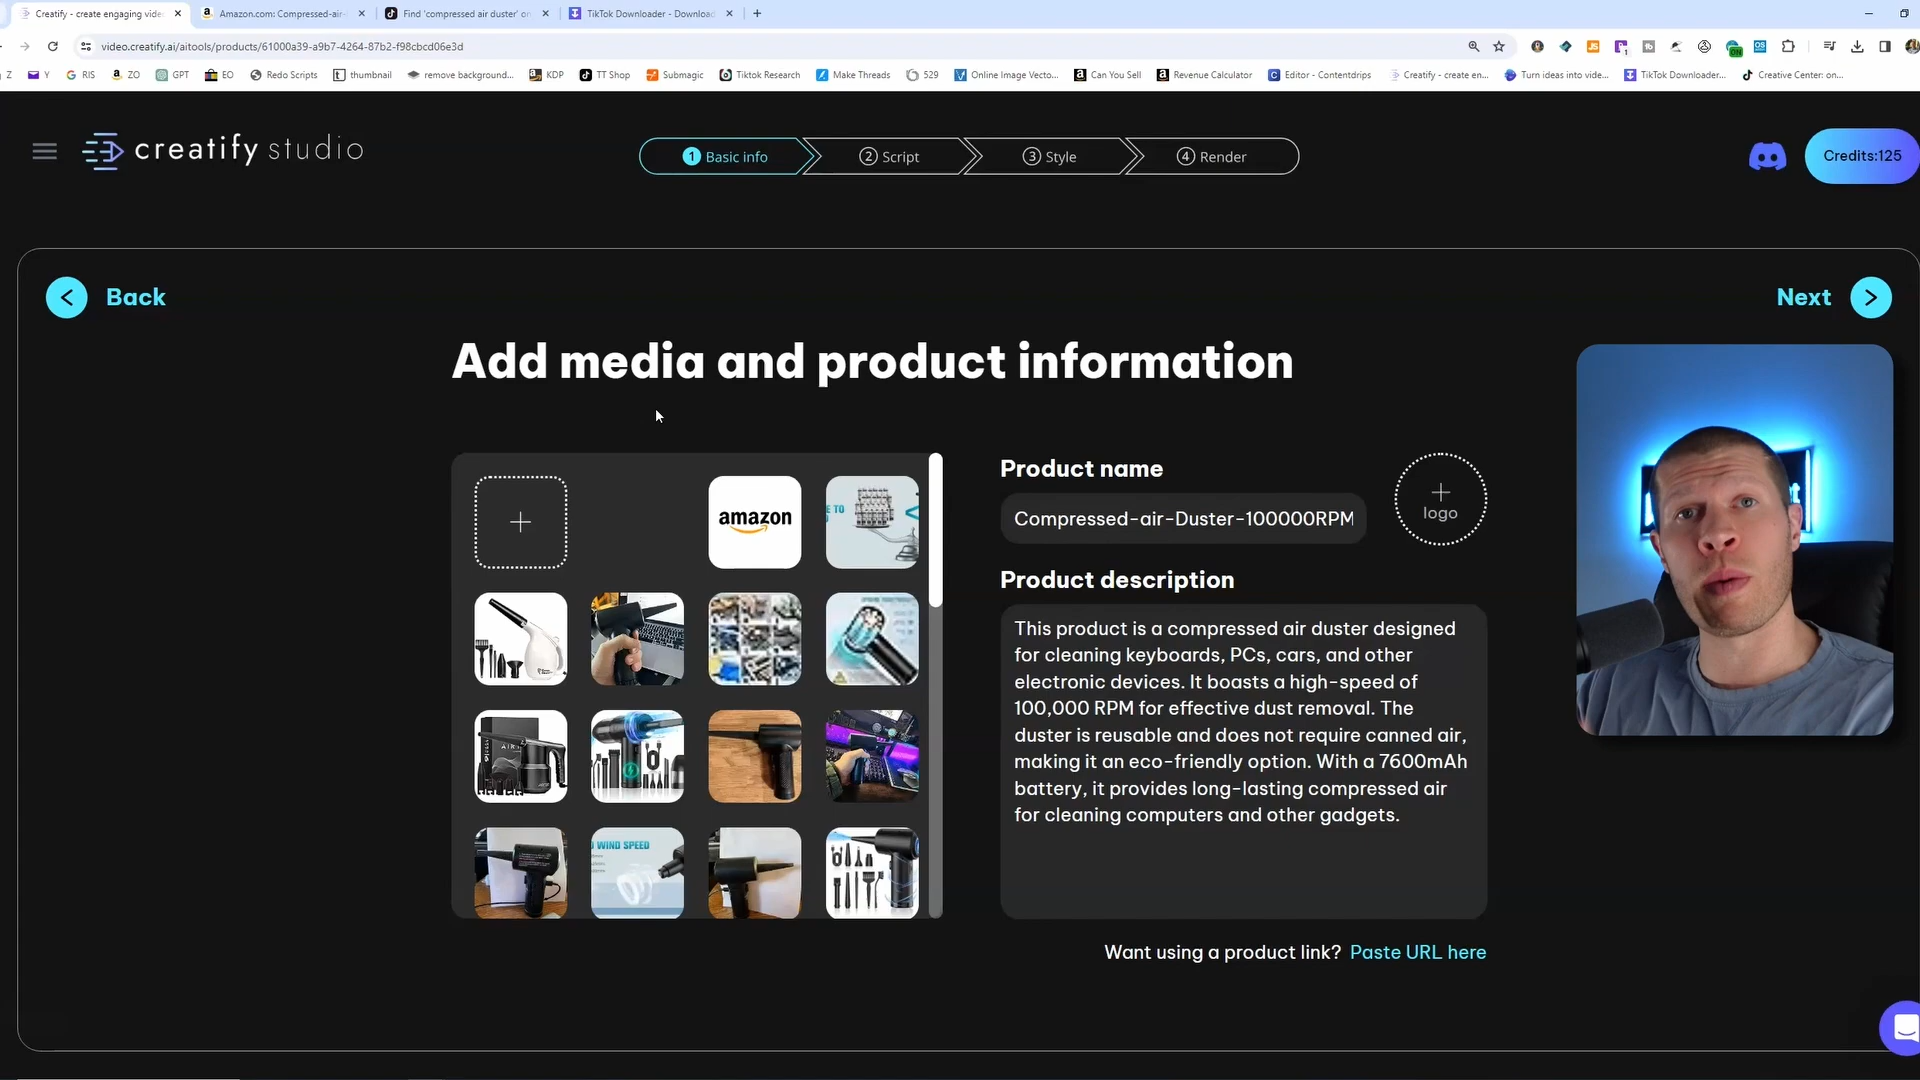 Creatify - create engaging vide
Amazon.com: Compressed-air-
Find 'compressed air duster' on
TikTok Downloader - Download
video.creatify.ai/aitools/products/61000a39-a9b7-4264-87b2-f98cbcd06e3d
Z
Y
RIS
ZO
GPT
EO
Redo Scripts
thumbnail
remove background...
KDP
TT Shop
Submagic
Tiktok Research
Make Threads
529
Online Image Vecto...
Can You Sell
Revenue Calculator
Editor - Contentdrips
Creatify - create en...
Turn ideas into vide...
TikTok Downloader...
Creative Center: on...
creatify studio
1 Basic info
2 Script
3 Style
4 Render
Credits:125
Back
Next
Add media and product information
amazon
Product name
Compressed-air-Duster-100000RPM
+
logo
Product description
This product is a compressed air duster designed
for cleaning keyboards, PCs, cars, and other
electronic devices. It boasts a high-speed of
100,000 RPM for effective dust removal. The
duster is reusable and does not require canned air,
making it an eco-friendly option. With a 7600mAh
battery, it provides long-lasting compressed air
for cleaning computers and other gadgets.
WIND SPEED
Want using a product link? Paste URL here